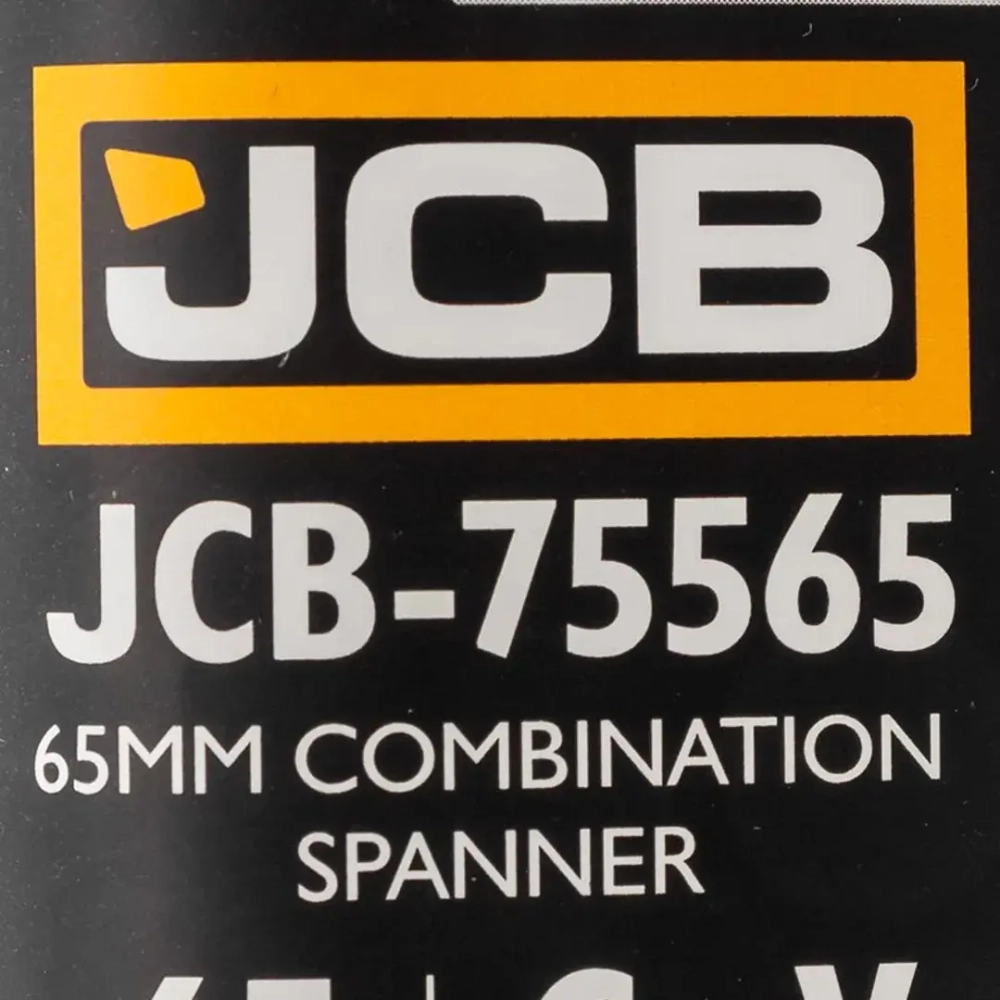 JCB
JCB-75565
65MM COMBINATION
SPANNER